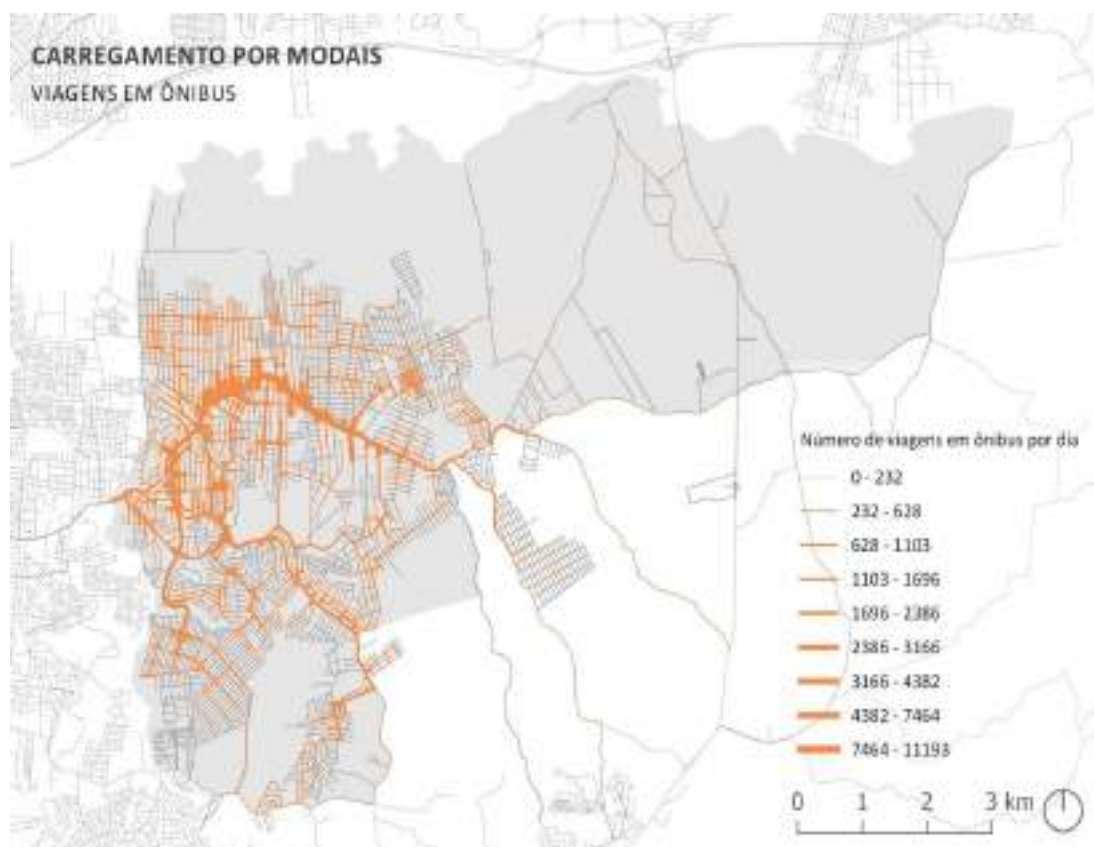 CARREGAMENTO POR MODAIS
VIAGENS EM ÔNIBUS
Número de viagens em ônibus por dia
0 - 232
232 - 628
628 - 1103
1103 - 1696
1696 - 2386
2386 - 3166
3166 - 4382
4382 - 7464
7464 - 11193
0 1 2 3 km